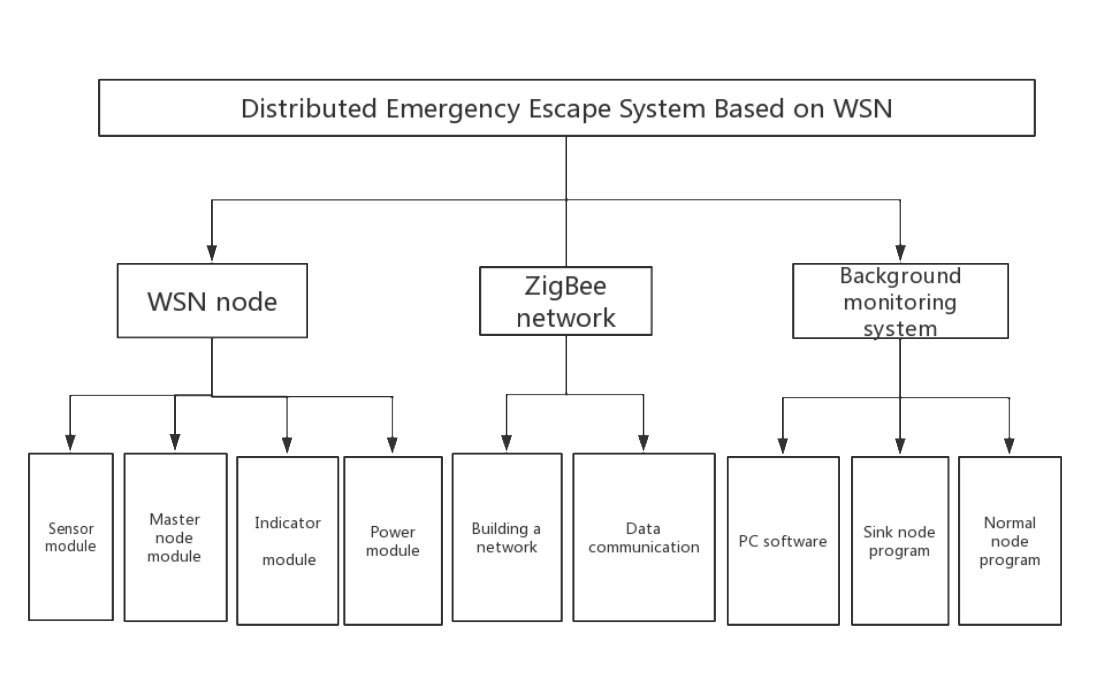 Distributed Emergency Escape System Based on WSN
WSN node
ZigBee
network
Background
monitoring
system
Sensor
module
Master
node
module
Indicator
module
Power
module
Building a
network
Data
communication
PC software
Sink node
program
Normal
node
program